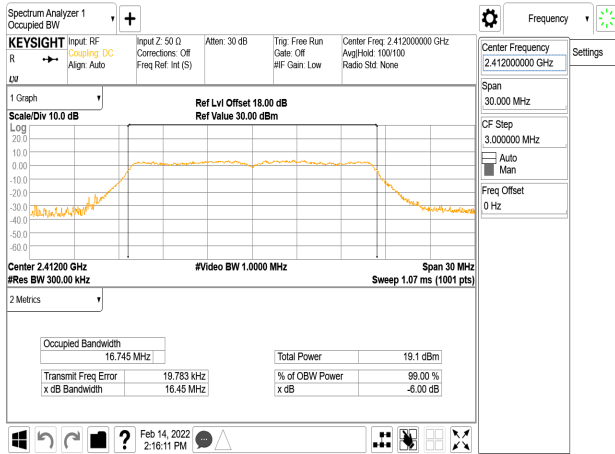 Spectrum Analyzer 1
Occupied BW
Frequency
KEYSIGHT
R
Input: RF
Coupling: DC
Align: Auto
Input Z: 50 Ω
Corrections: Off
Freq Ref: Int (S)
Atten: 30 dB
Trig: Free Run
Gate: Off
#IF Gain: Low
Center Freq: 2.412000000 GHz
Avg|Hold: 100/100
Radio Std: None
1 Graph
Scale/Div 10.0 dB
Ref Lvl Offset 18.00 dB
Ref Value 30.00 dBm
Log
20.0
10.0
0.00
-10.0
-20.0
-30.0
-40.0
-50.0
-60.0
Center 2.41200 GHz
#Res BW 300.00 kHz
#Video BW 1.0000 MHz
Span 30 MHz
Sweep 1.07 ms (1001 pts)
2 Metrics
Occupied Bandwidth
16.745 MHz
Transmit Freq Error 19.783 kHz
x dB Bandwidth 16.45 MHz
Total Power 19.1 dBm
% of OBW Power 99.00 %
x dB -6.00 dB
Feb 14, 2022
2:16:11 PM
Center Frequency
2.412000000 GHz
Span
30.000 MHz
CF Step
3.000000 MHz
Auto
Man
Freq Offset
0 Hz
Settings